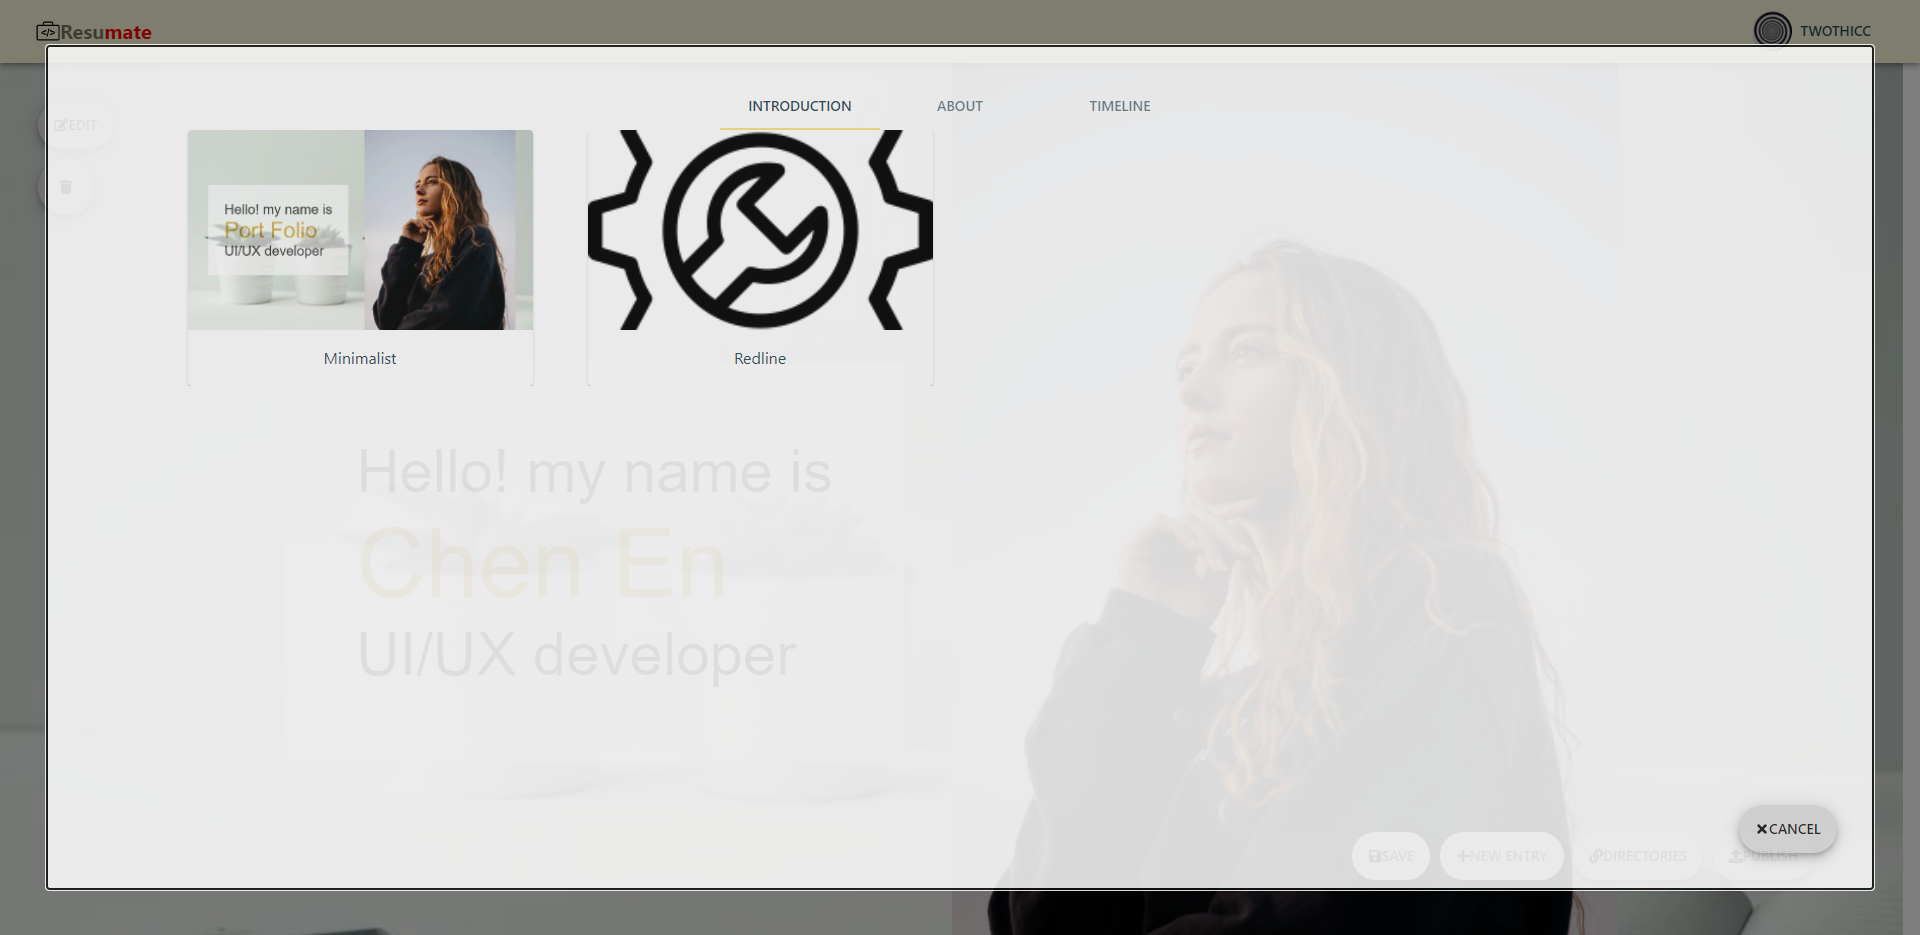 Resumate
TWOTHICC
INTRODUCTION
ABOUT
TIMELINE
EDIT
Hello! my name is
Port Folio
UI/UX developer
Minimalist
Redline
Hello! my name is
Chen En
UI/UX developer
CANCEL
SAVE
NEW ENTRY
DIRECTORIES
PUBLISH